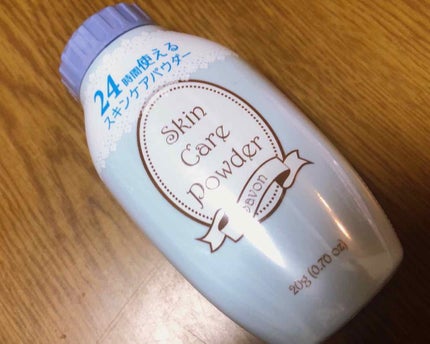 24時間使える
スキンケアパウダー
Skin
Care
Powder
Savon
20g (0.70 oz)